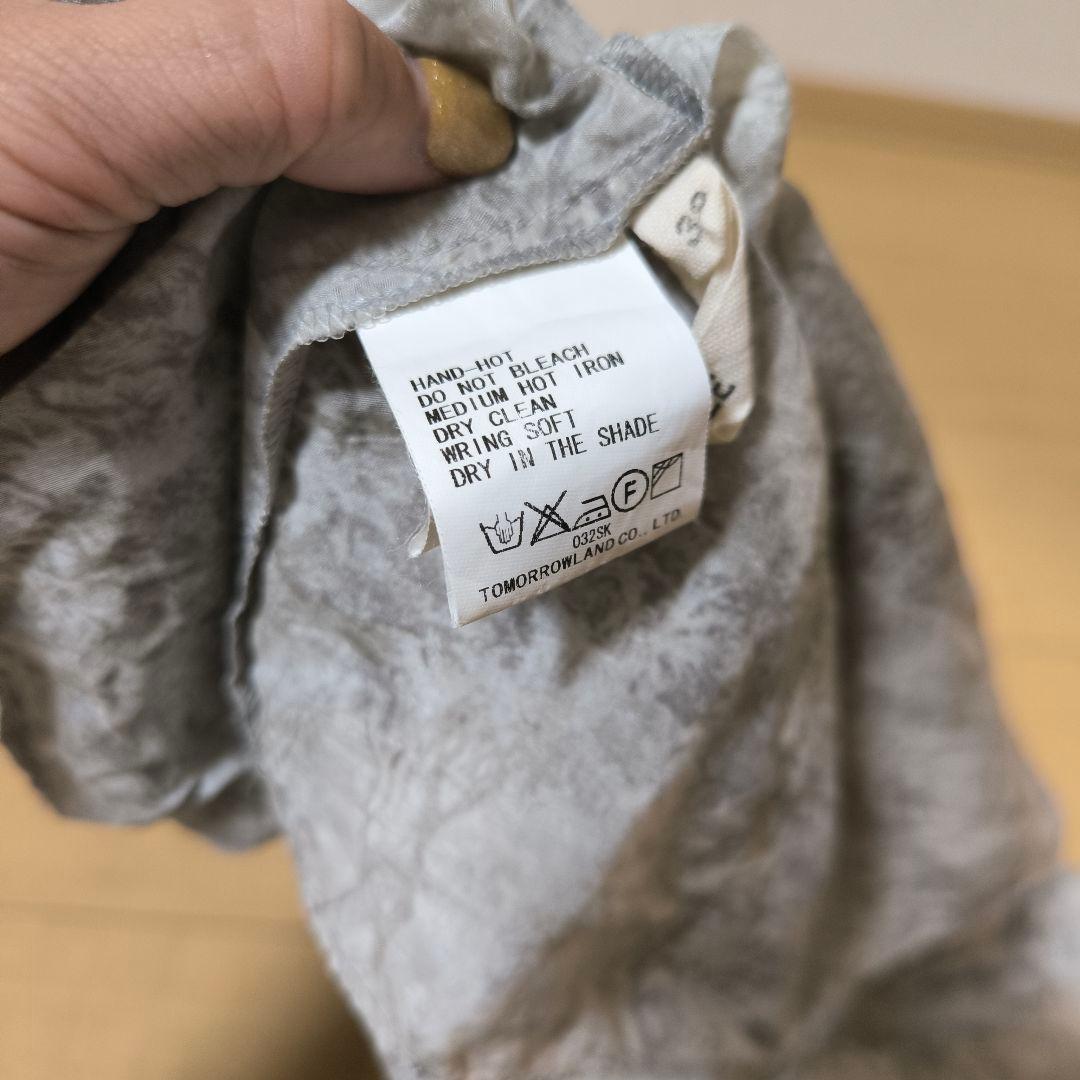 HAND-HOT
DO NOT BLEACH
MEDIUM HOT IRON
DRY CLEAN
WRING SOFT
DRY IN THE SHADE
F
032SK
TOMORROWLAND CO., LTD.